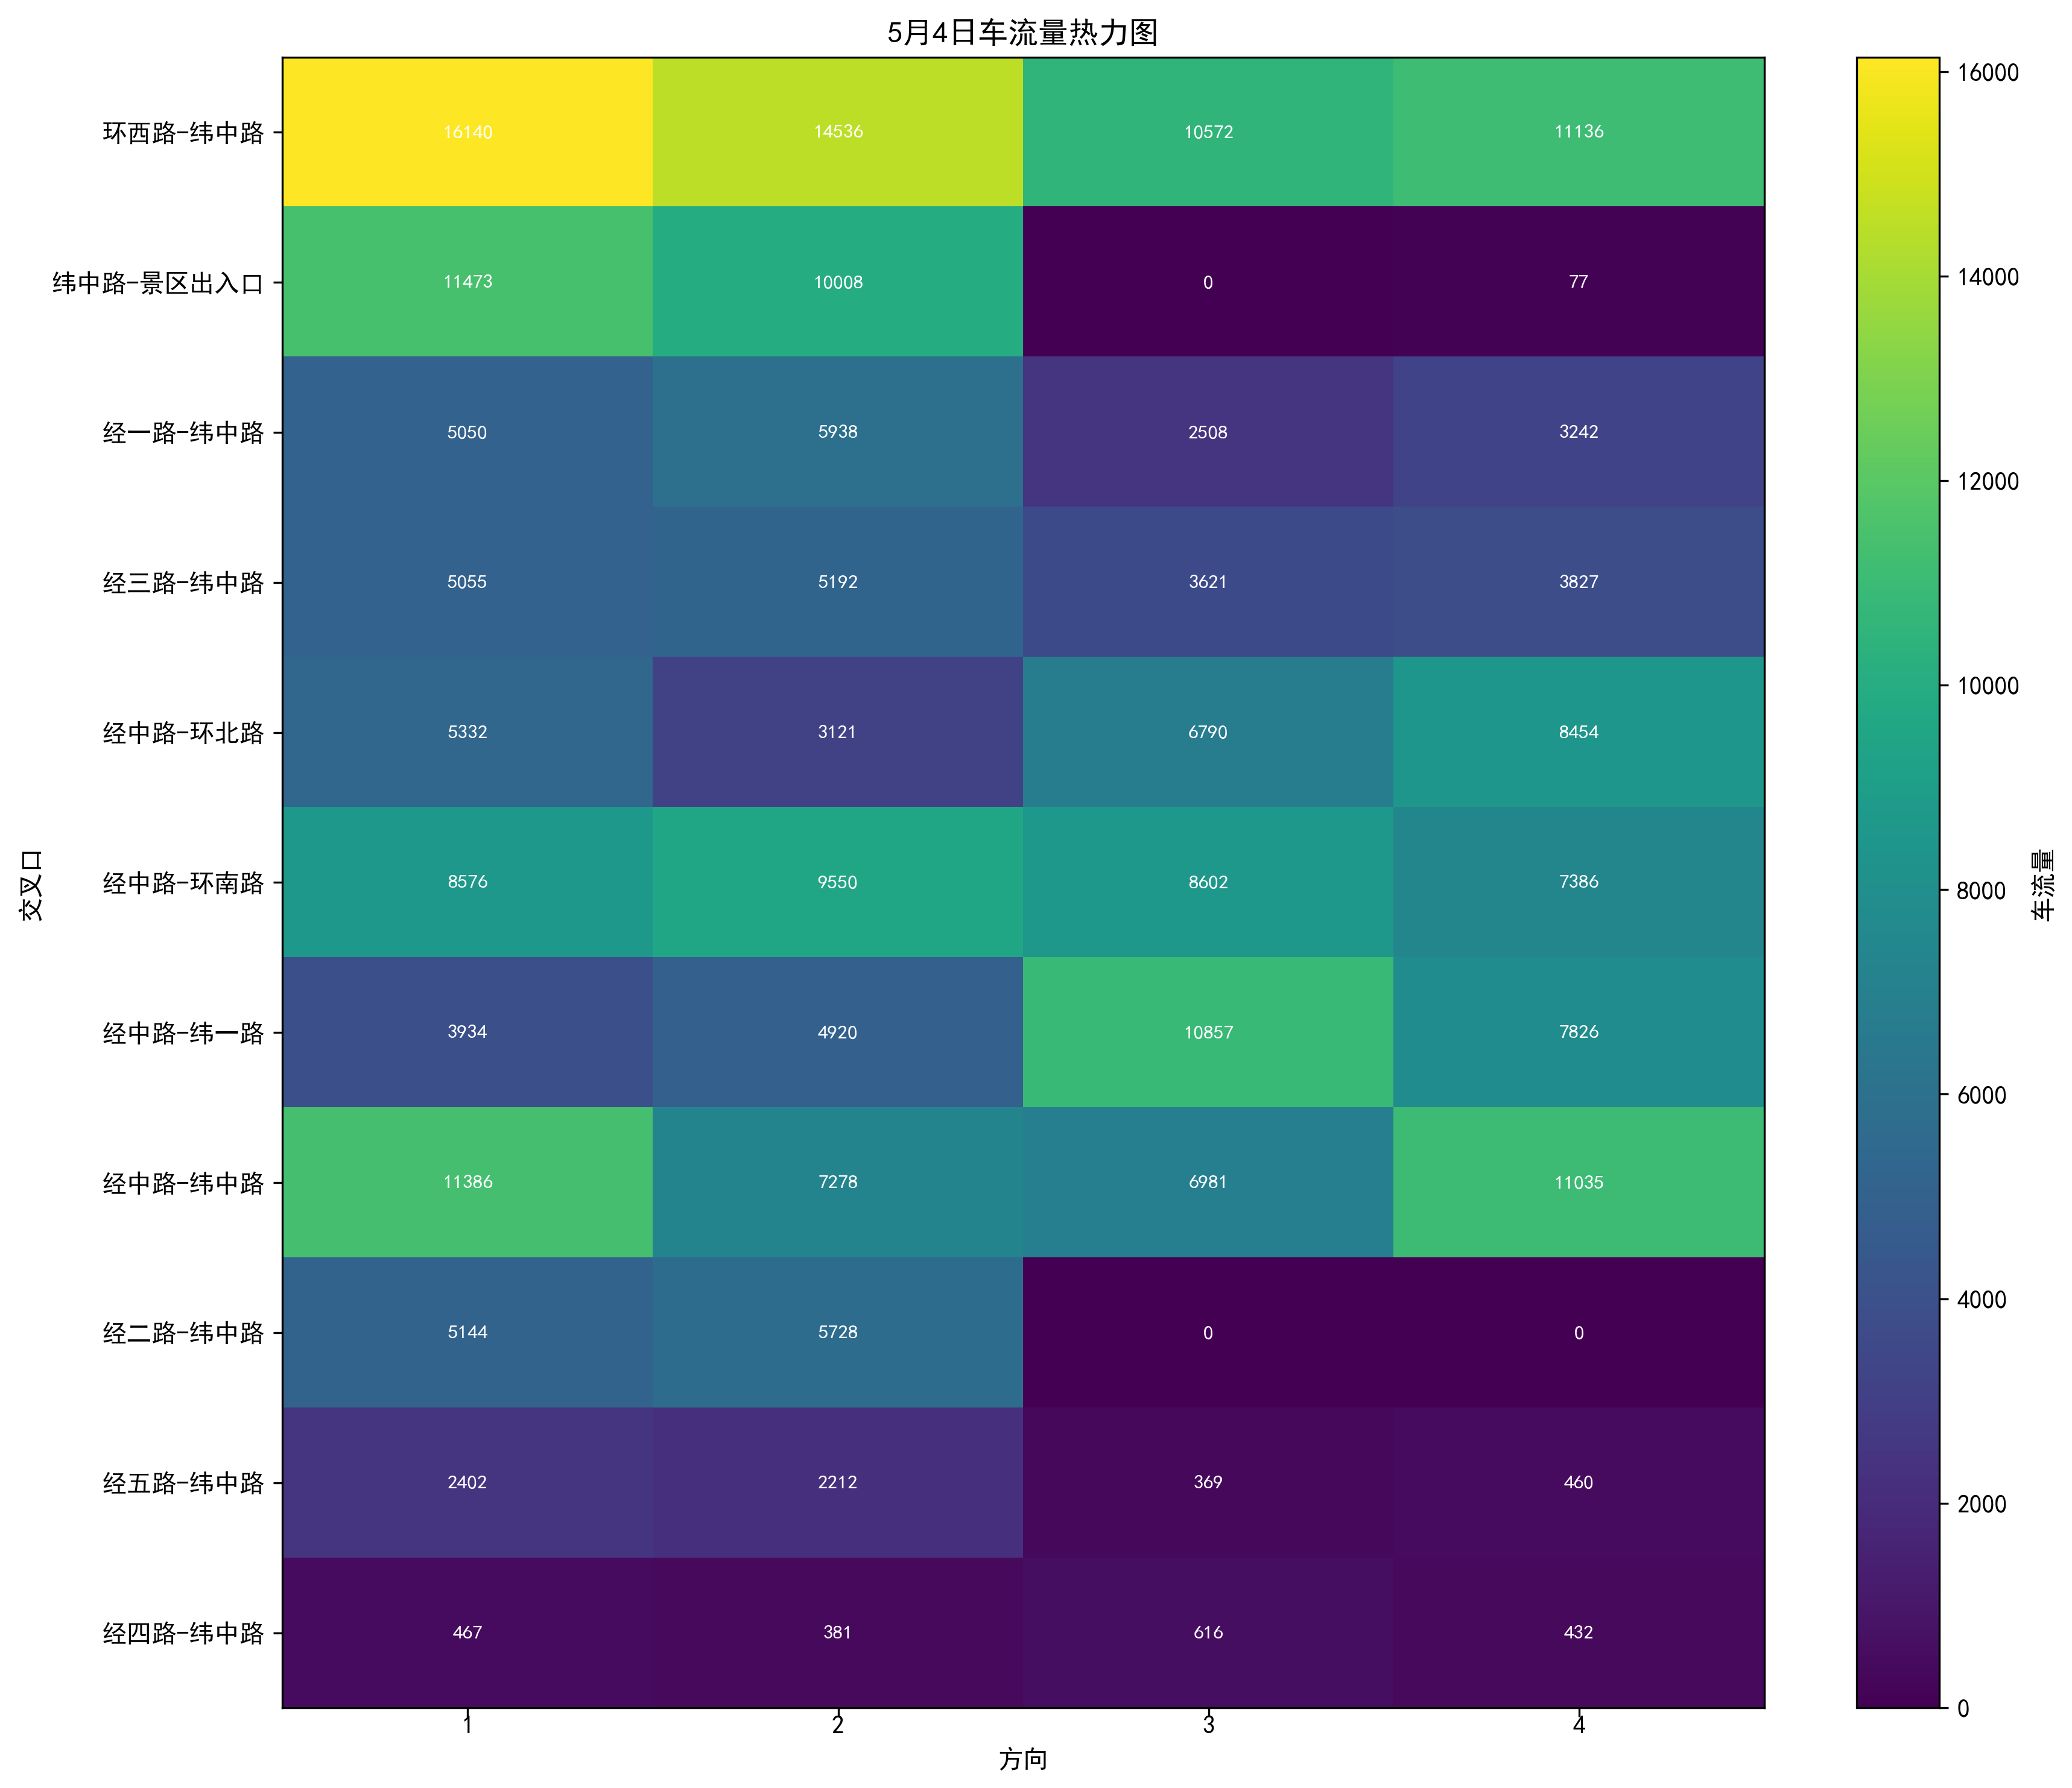 5月4日车流量热力图
环西路-纬中路 16140 14536 10572 11136
纬中路-景区出入口 11473 10008 0 77
经一路-纬中路 5050 5938 2508 3242
经三路-纬中路 5055 5192 3621 3827
经中路-环北路 5332 3121 6790 8454
经中路-环南路 8576 9550 8602 7386
经中路-纬一路 3934 4920 10857 7826
经中路-纬中路 11386 7278 6981 11035
经二路-纬中路 5144 5728 0 0
经五路-纬中路 2402 2212 369 460
经四路-纬中路 467 381 616 432
1 2 3 4
方向
交叉口
16000
14000
12000
10000
8000
6000
4000
2000
0
车流量